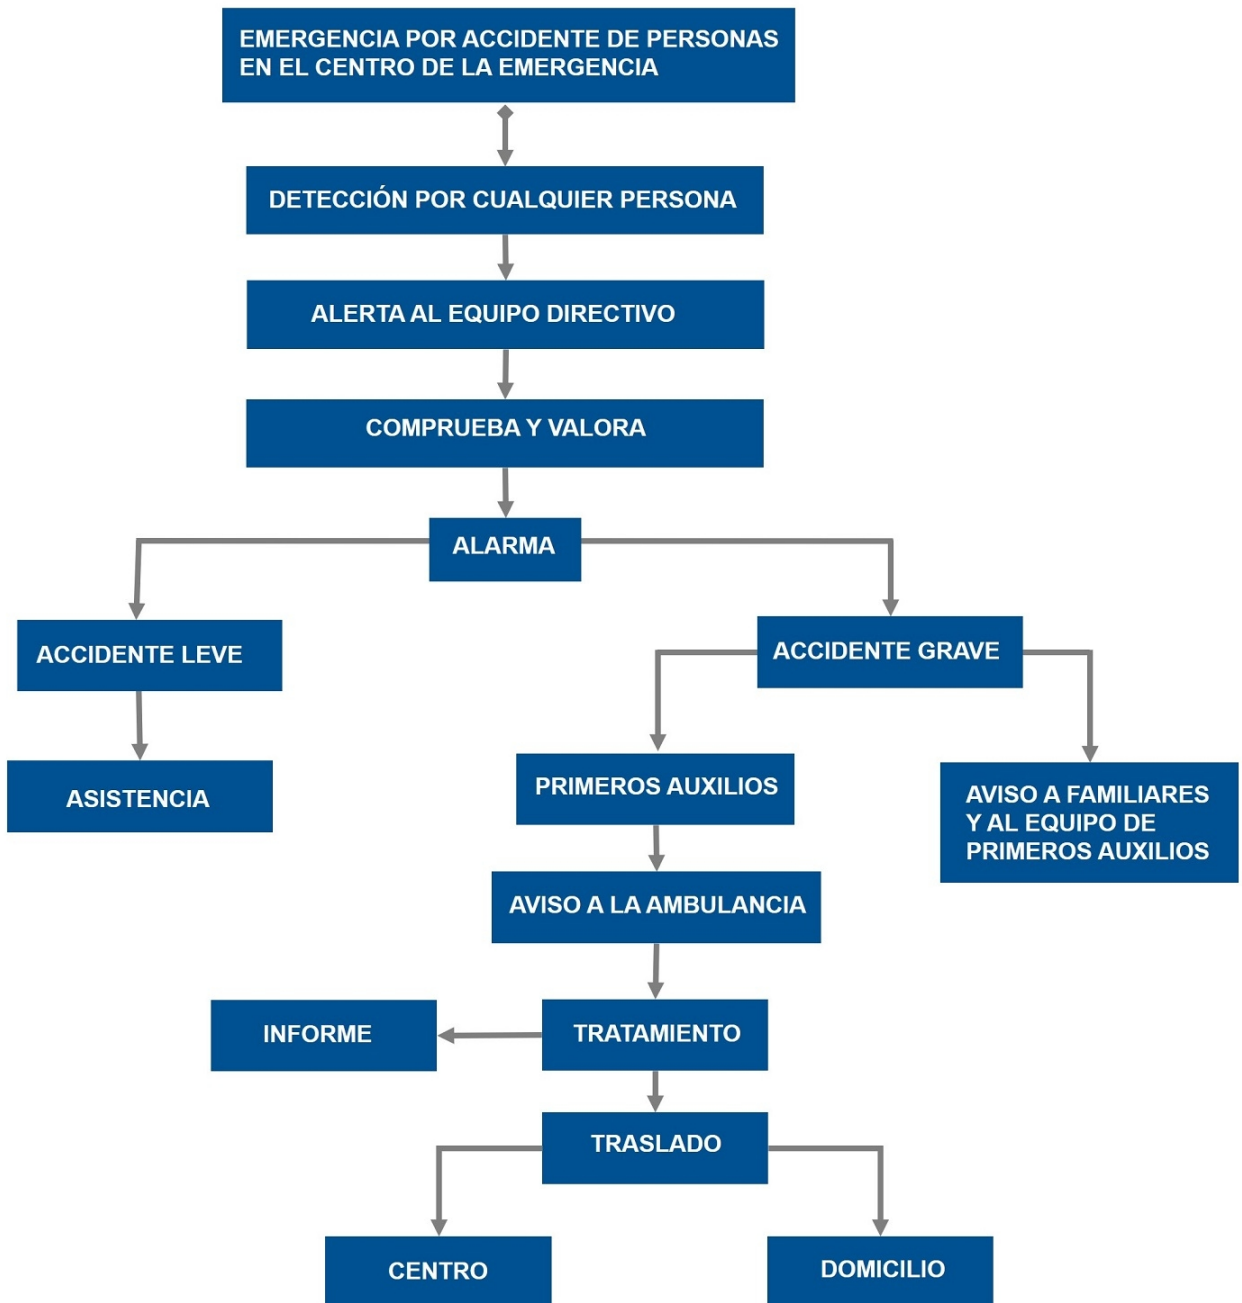 EMERGENCIA POR ACCIDENTE DE PERSONAS
EN EL CENTRO DE LA EMERGENCIA
DETECCIÓN POR CUALQUIER PERSONA
ALERTA AL EQUIPO DIRECTIVO
COMPRUEBA Y VALORA
ALARMA
ACCIDENTE LEVE
ACCIDENTE GRAVE
ASISTENCIA
PRIMEROS AUXILIOS
AVISO A FAMILIARES
Y AL EQUIPO DE
PRIMEROS AUXILIOS
AVISO A LA AMBULANCIA
INFORME
TRATAMIENTO
TRASLADO
CENTRO
DOMICILIO